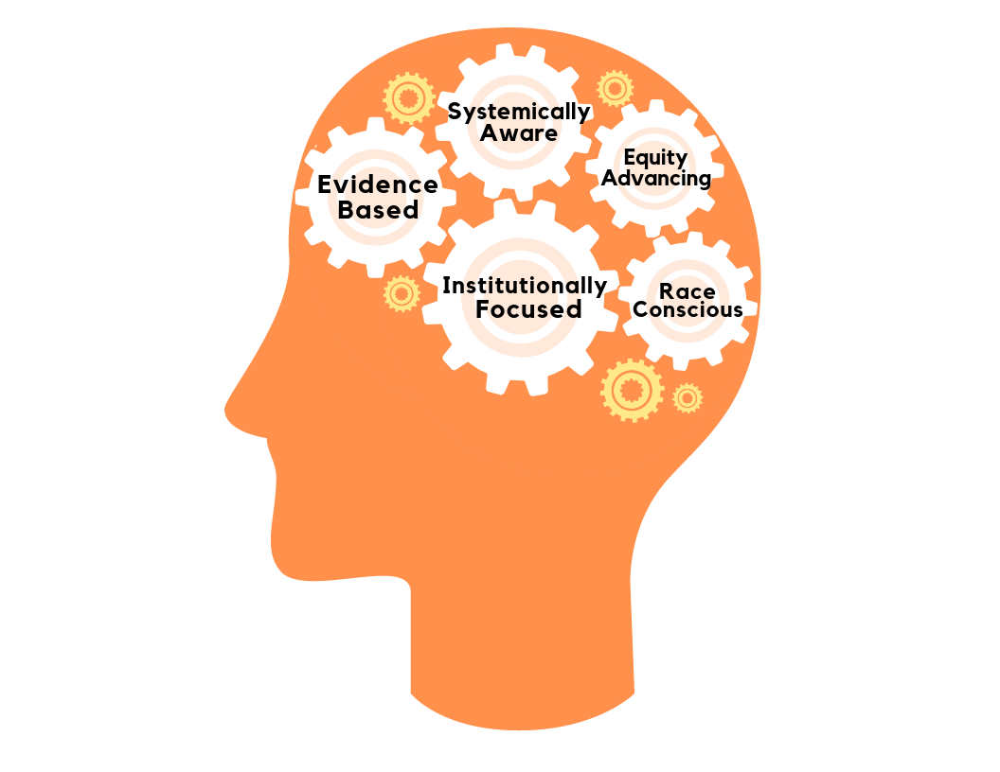 Systemically
Aware
Equity
Advancing
Evidence
Based
Institutionally
Focused
Race
Conscious